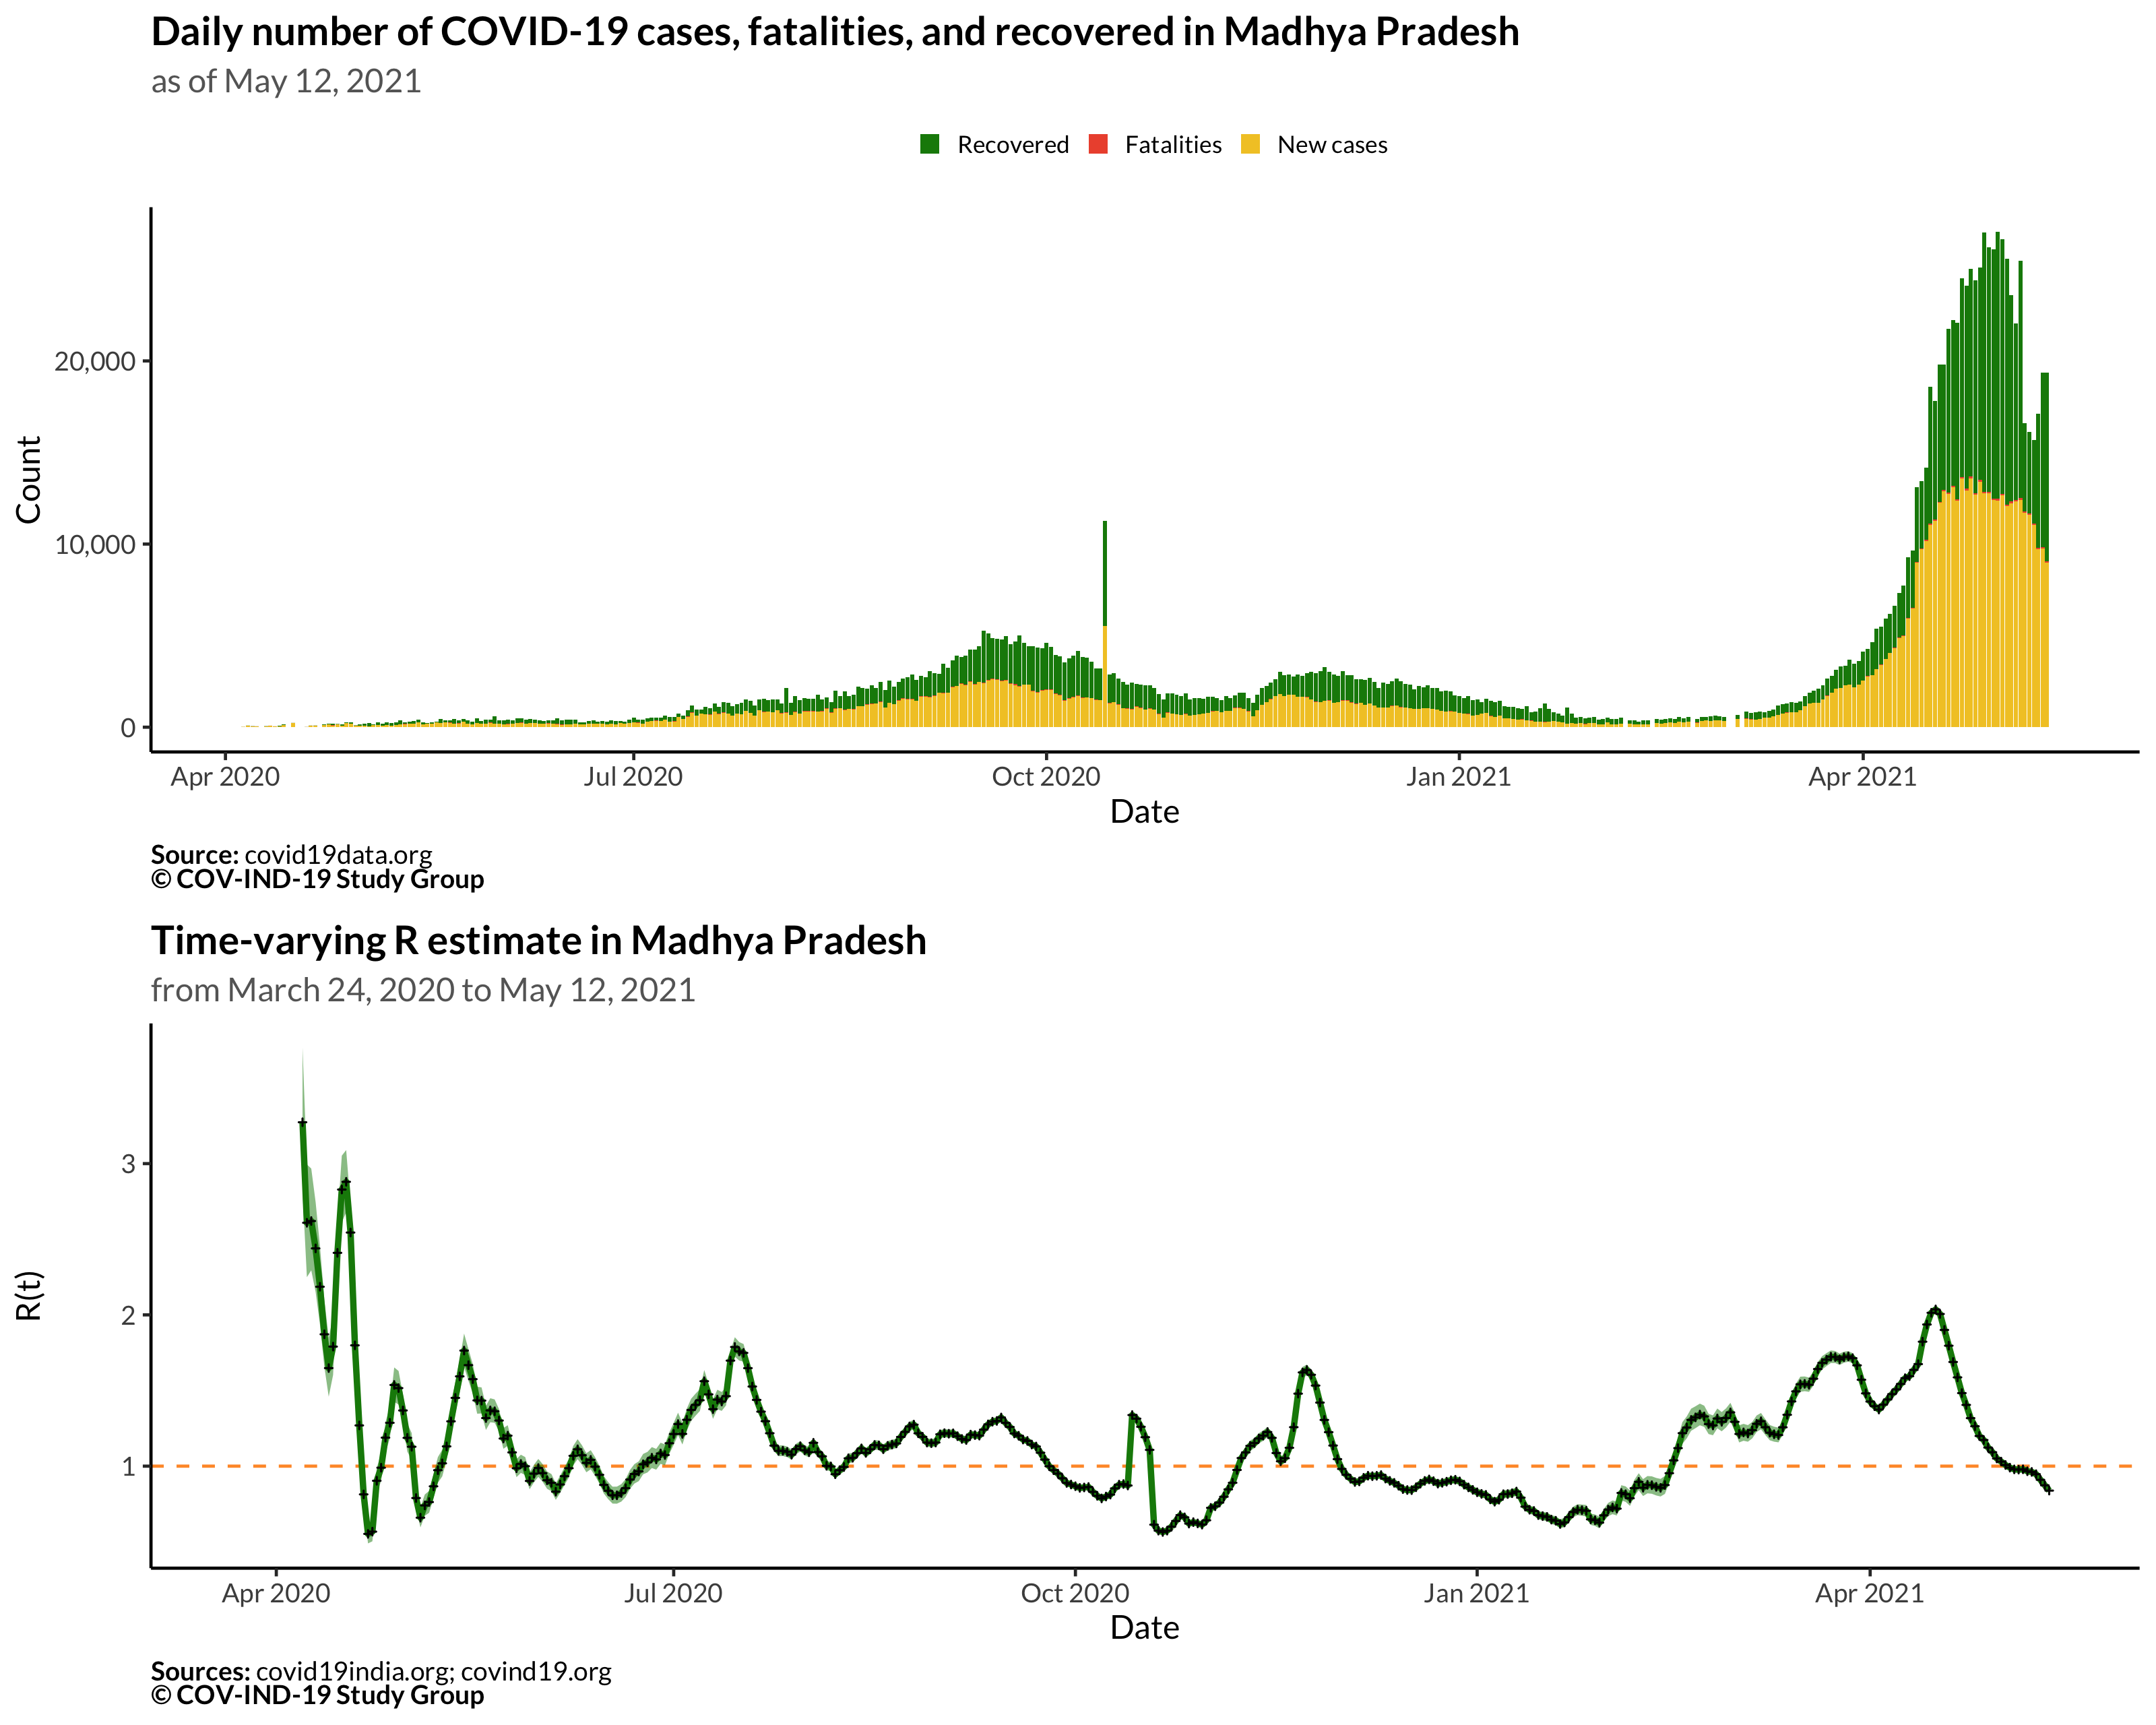 Daily number of COVID-19 cases, fatalities, and recovered in Madhya Pradesh
as of May 12, 2021
Recovered Fatalities New cases
Count
20,000
10,000
0
Apr 2020 Jul 2020 Oct 2020 Jan 2021 Apr 2021
Date
Source: covid19data.org
© COV-IND-19 Study Group
Time-varying R estimate in Madhya Pradesh
from March 24, 2020 to May 12, 2021
R(t)
3
2
1
Apr 2020 Jul 2020 Oct 2020 Jan 2021 Apr 2021
Date
Sources: covid19india.org; covind19.org
© COV-IND-19 Study Group